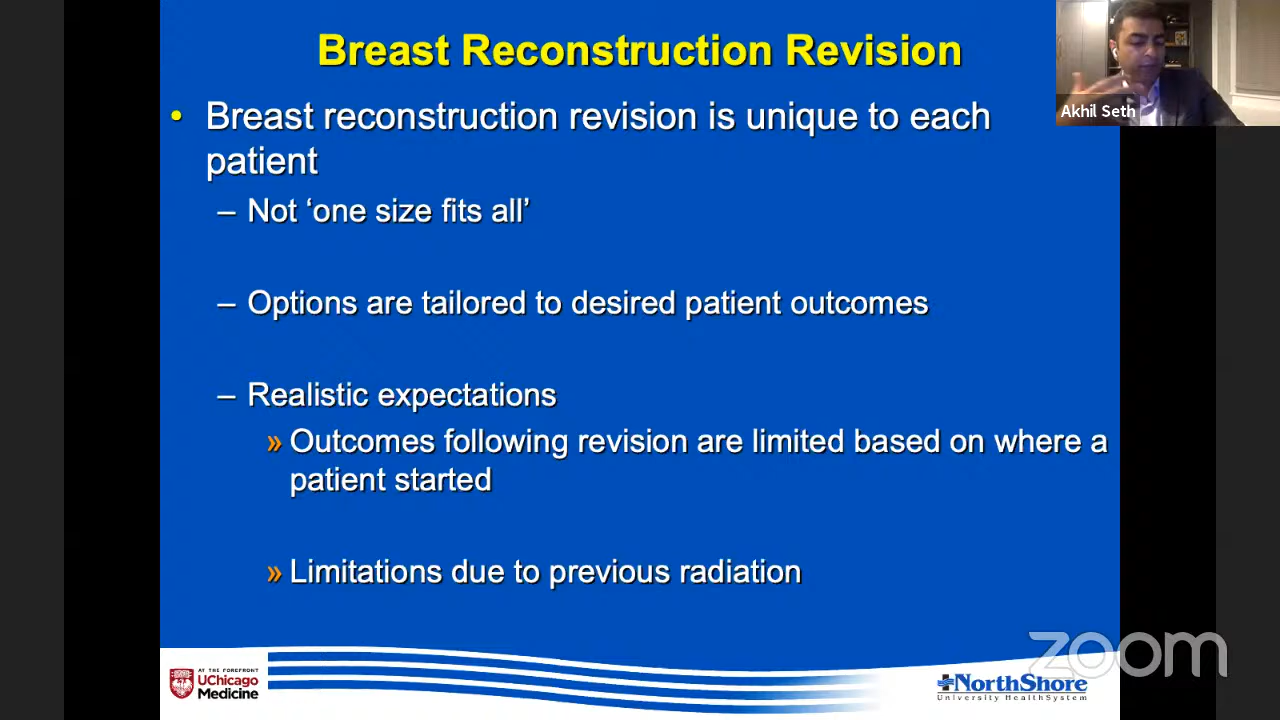 Breast Reconstruction Revision
Akhil Seth
• Breast reconstruction revision is unique to each
patient
– Not ‘one size fits all’
– Options are tailored to desired patient outcomes
– Realistic expectations
» Outcomes following revision are limited based on where a
patient started
» Limitations due to previous radiation
zoom
AT THE FOREFRONT
UChicago
Medicine
NorthShore
University HealthSystem